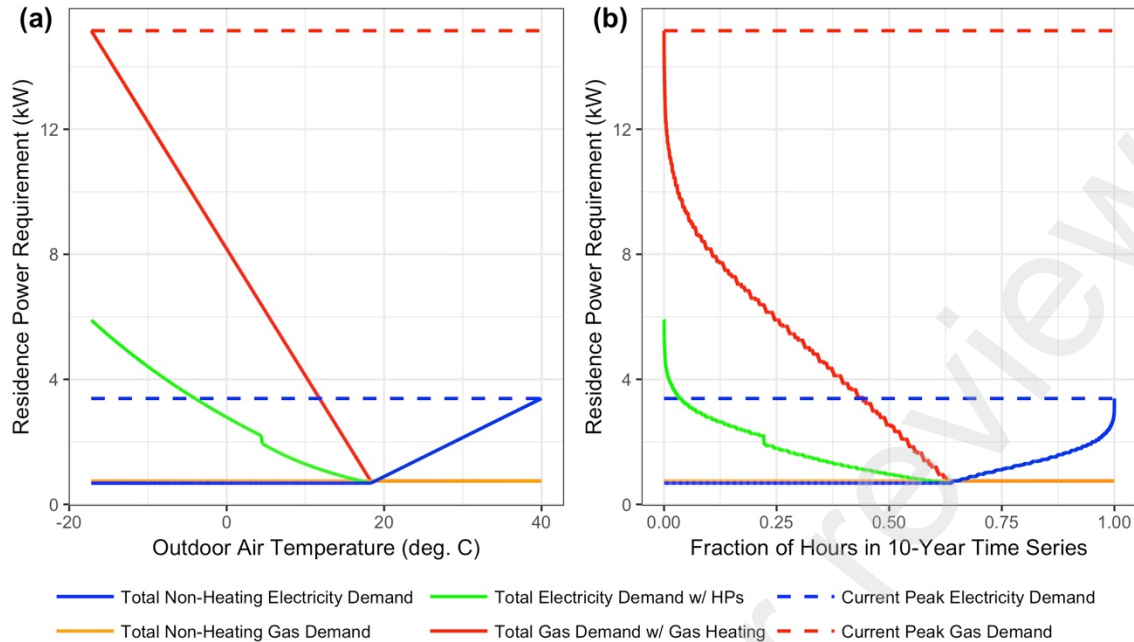 (a)
(b)
Residence Power Requirement (kW)
12
8
4
0
-20
0
20
40
Outdoor Air Temperature (deg. C)
Residence Power Requirement (kW)
12
8
4
0
0.00
0.25
0.50
0.75
1.00
Fraction of Hours in 10-Year Time Series
Total Non-Heating Electricity Demand
Total Electricity Demand w/ HPs
Current Peak Electricity Demand
Total Non-Heating Gas Demand
Total Gas Demand w/ Gas Heating
Current Peak Gas Demand
r review